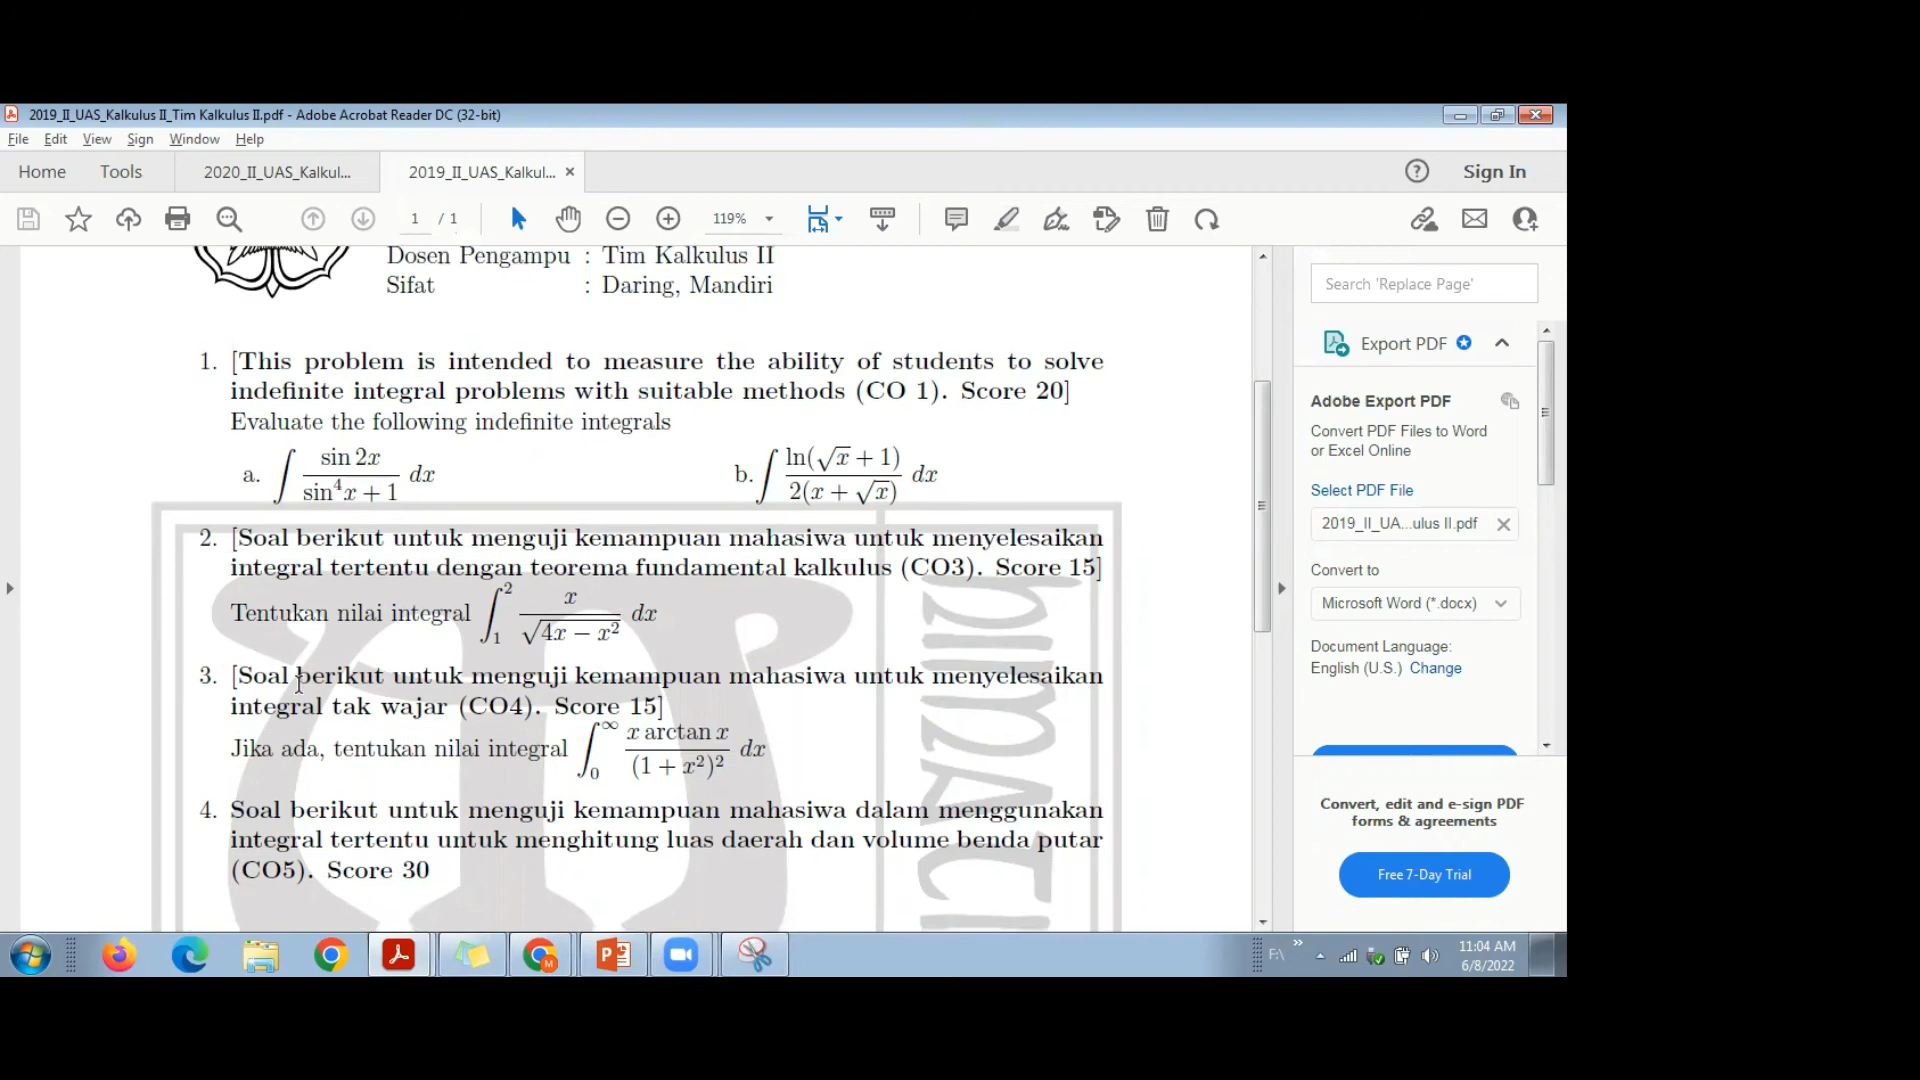 2019_II_UAS_Kalkulus II_Tim Kalkulus II.pdf - Adobe Acrobat Reader DC (32-bit)
File Edit View Sign Window Help
Home Tools 2020_II_UAS_Kalkul... 2019_II_UAS_Kalkul... × ? Sign In
1 / 1 119%
Dosen Pengampu : Tim Kalkulus II
Sifat : Daring, Mandiri
1. [This problem is intended to measure the ability of students to solve
indefinite integral problems with suitable methods (CO 1). Score 20]
Evaluate the following indefinite integrals
a. ∫ sin 2x / (sin⁴x + 1) dx b. ∫ ln(√x + 1) / 2(x + √x) dx
2. [Soal berikut untuk menguji kemampuan mahasiwa untuk menyelesaikan
integral tertentu dengan teorema fundamental kalkulus (CO3). Score 15]
Tentukan nilai integral ∫₁² x / √(4x − x²) dx
3. [Soal berikut untuk menguji kemampuan mahasiwa untuk menyelesaikan
integral tak wajar (CO4). Score 15]
Jika ada, tentukan nilai integral ∫₀^∞ x arctan x / (1 + x²)² dx
4. Soal berikut untuk menguji kemampuan mahasiwa dalam menggunakan
integral tertentu untuk menghitung luas daerah dan volume benda putar
(CO5). Score 30
Search 'Replace Page'
Export PDF
Adobe Export PDF
Convert PDF Files to Word
or Excel Online
Select PDF File
2019_II_UA...ulus II.pdf
Convert to
Microsoft Word (*.docx)
Document Language:
English (U.S.) Change
Convert, edit and e-sign PDF
forms & agreements
Free 7-Day Trial
F:\
11:04 AM
6/8/2022